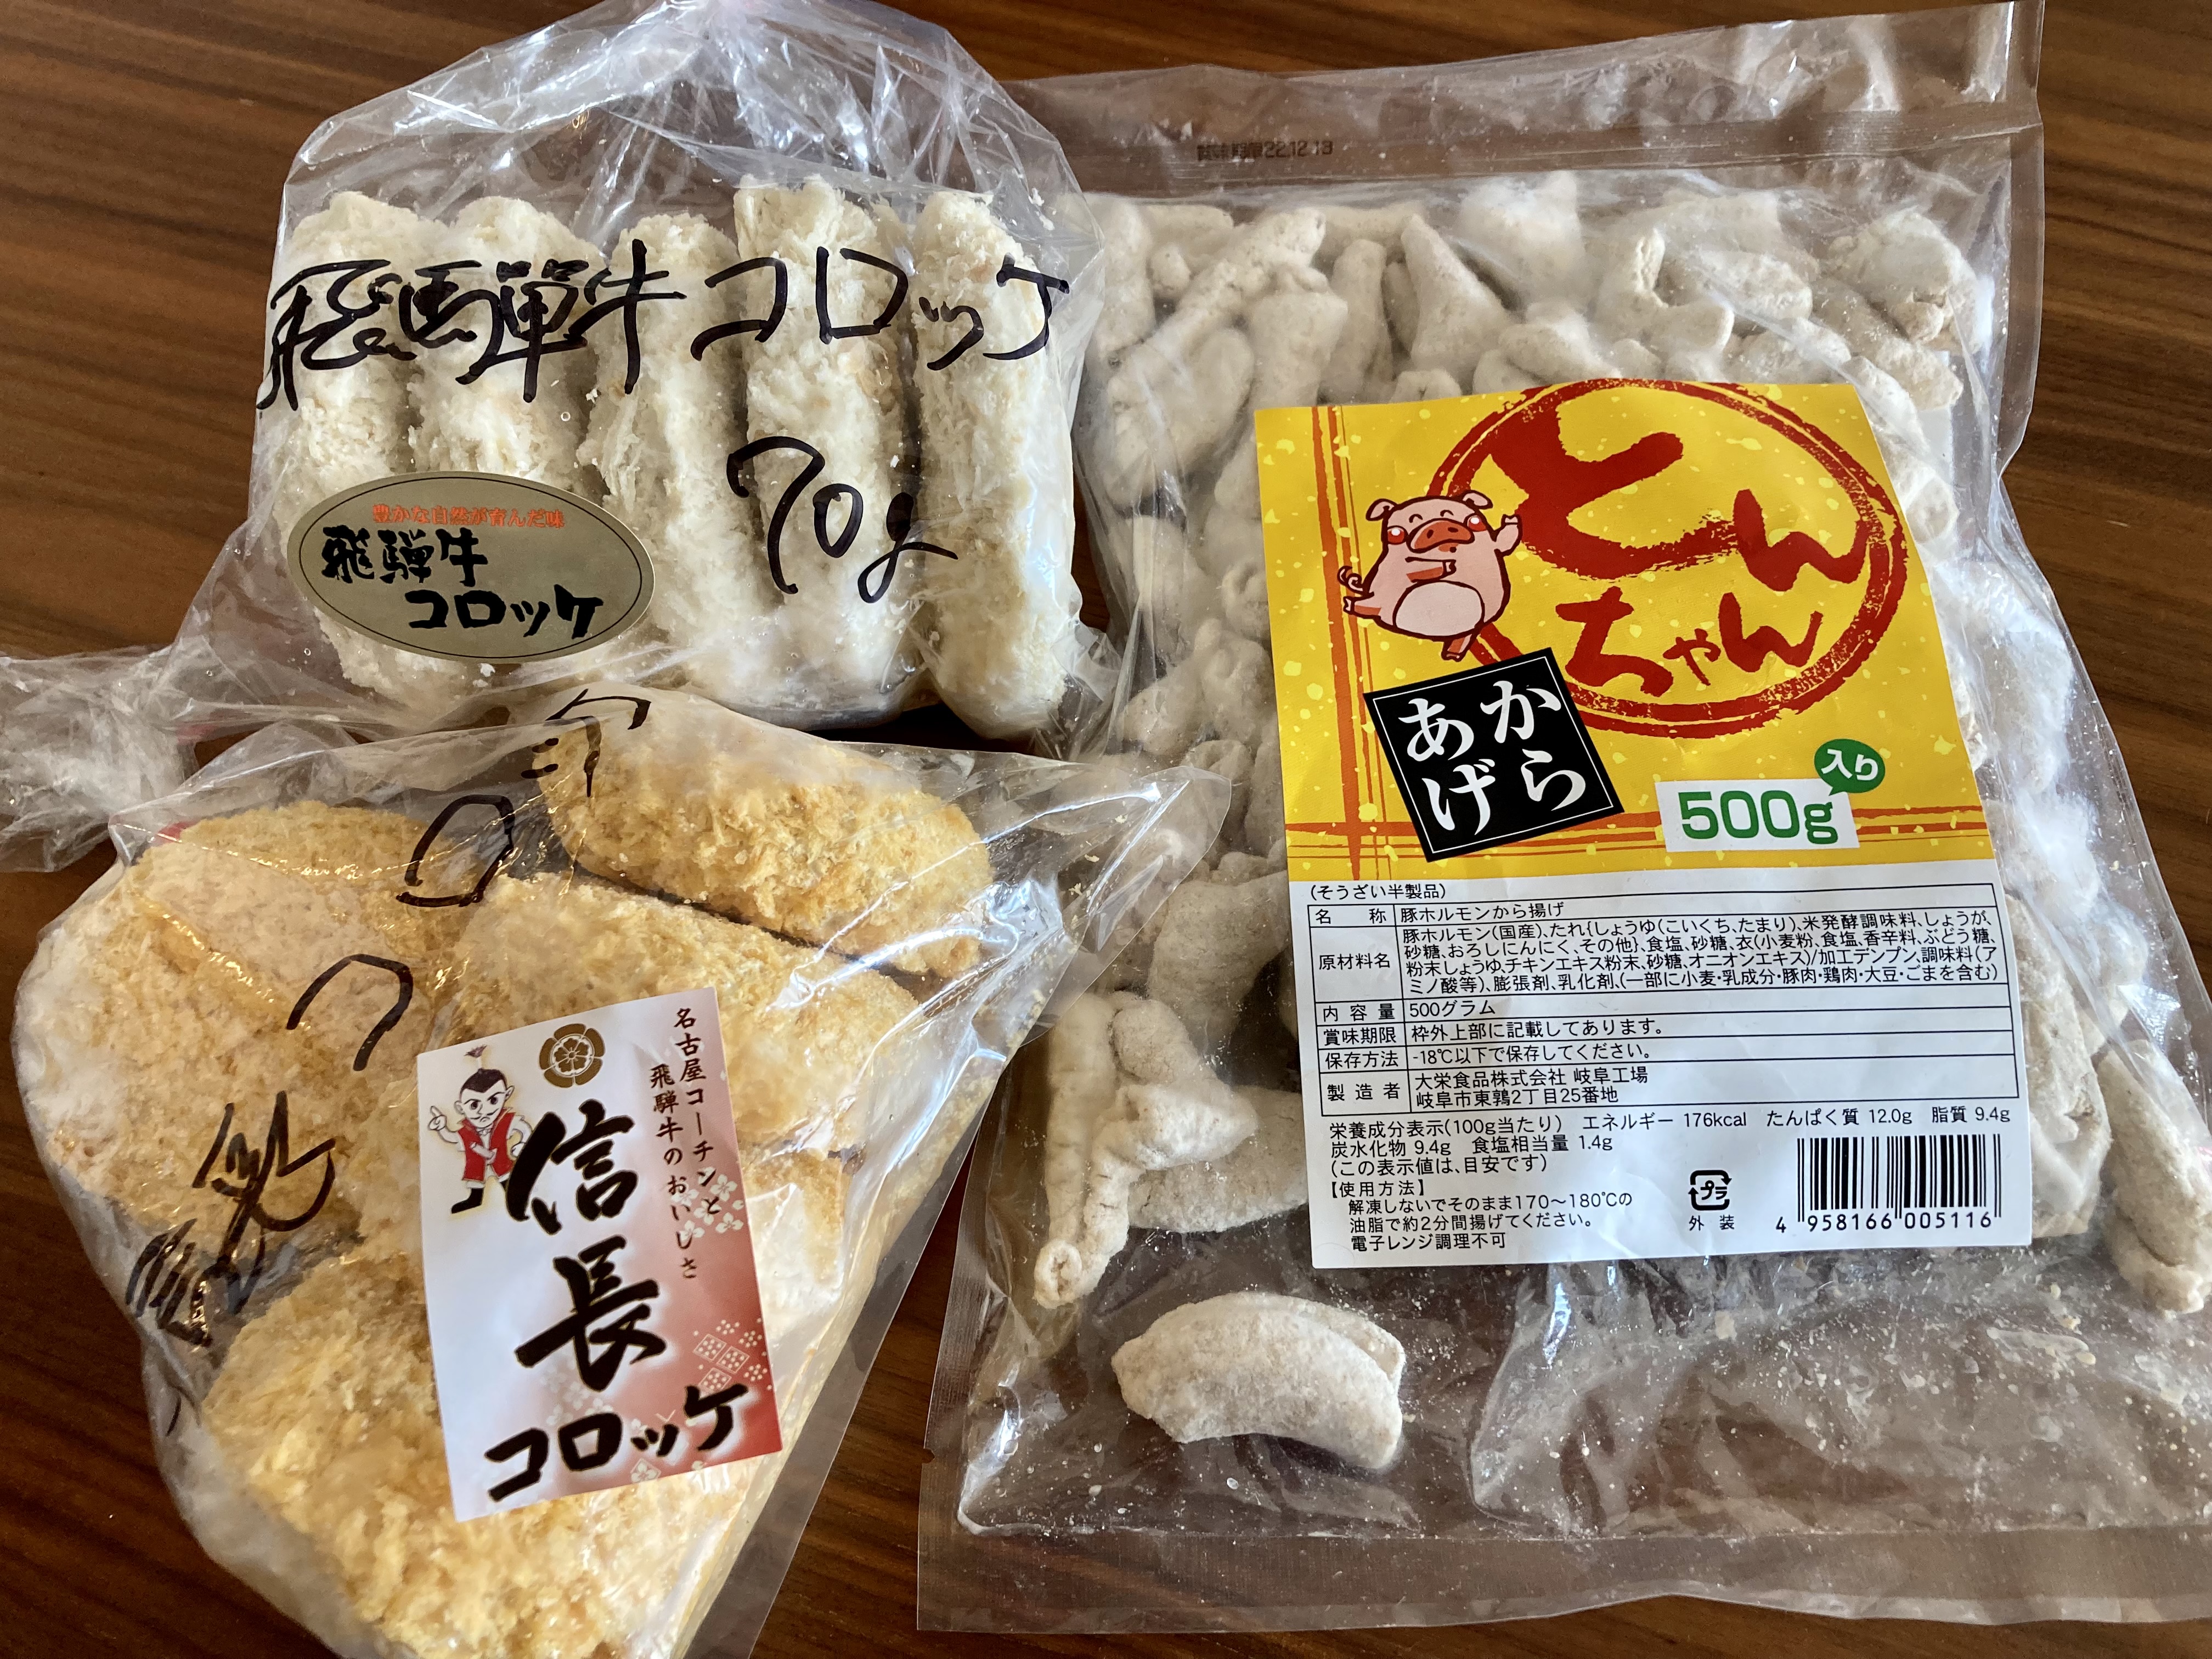 飛騨牛コロッケ
70g
豊かな自然が育んだ味
飛騨牛
コロッケ
コロッケ
名古屋コーチンと
飛騨牛のおいしさ
信長
コロッケ
賞味期限22.12.13
とん
ちゃん
から
あげ
500g
入り
(そうざい半製品)
名称 豚ホルモンから揚げ
原材料名 豚ホルモン(国産)、たれ{しょうゆ(こいくち、たまり)、米発酵調味料、しょうが、
砂糖、おろしにんにく、その他}、食塩、砂糖、衣(小麦粉、食塩、香辛料、ぶどう糖、
粉末しょうゆ、チキンエキス粉末、砂糖、オニオンエキス)/加工デンプン、調味料(ア
ミノ酸等)、膨張剤、乳化剤、(一部に小麦・乳成分・豚肉・鶏肉・大豆・ごまを含む)
内容量 500グラム
賞味期限 枠外上部に記載してあります。
保存方法 -18℃以下で保存してください。
製造者 大栄食品株式会社 岐阜工場
岐阜市東鶉2丁目25番地
栄養成分表示(100g当たり) エネルギー 176kcal たんぱく質 12.0g 脂質 9.4g
炭水化物 9.4g 食塩相当量 1.4g
(この表示値は、目安です)
【使用方法】
解凍しないでそのまま170〜180℃の
油脂で約2分間揚げてください。
電子レンジ調理不可
プラ
外装
4 958166 005116